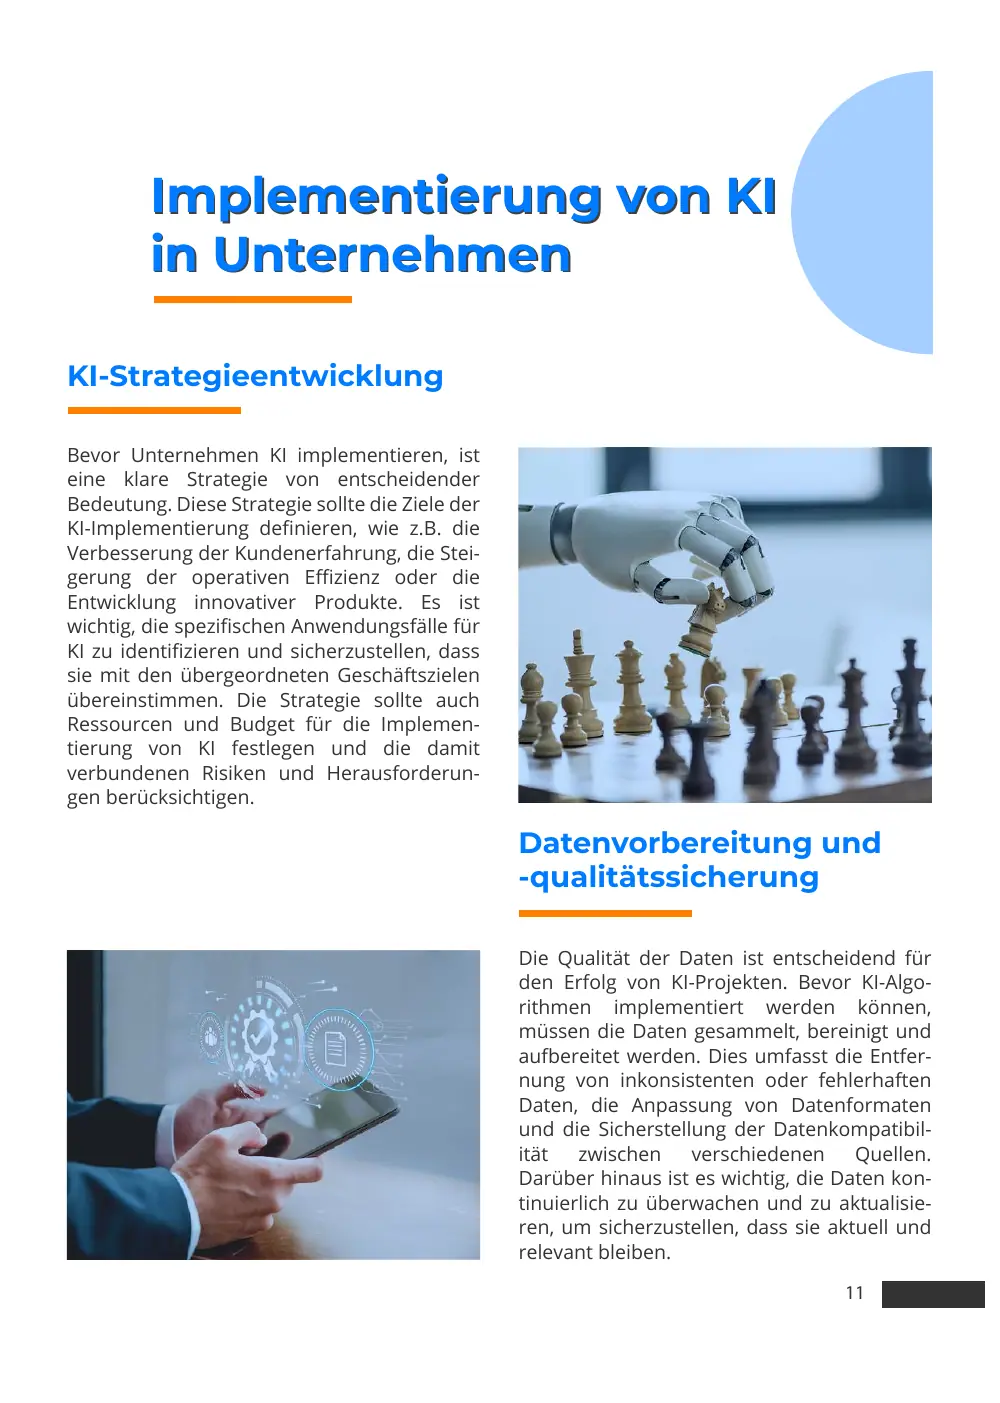 Implementierung von KI
in Unternehmen
KI-Strategieentwicklung
Bevor Unternehmen KI implementieren, ist
eine klare Strategie von entscheidender
Bedeutung. Diese Strategie sollte die Ziele der
KI-Implementierung definieren, wie z.B. die
Verbesserung der Kundenerfahrung, die Stei-
gerung der operativen Effizienz oder die
Entwicklung innovativer Produkte. Es ist
wichtig, die spezifischen Anwendungsfälle für
KI zu identifizieren und sicherzustellen, dass
sie mit den übergeordneten Geschäftszielen
übereinstimmen. Die Strategie sollte auch
Ressourcen und Budget für die Implemen-
tierung von KI festlegen und die damit
verbundenen Risiken und Herausforderun-
gen berücksichtigen.
Datenvorbereitung und
-qualitätssicherung
Die Qualität der Daten ist entscheidend für
den Erfolg von KI-Projekten. Bevor KI-Algo-
rithmen implementiert werden können,
müssen die Daten gesammelt, bereinigt und
aufbereitet werden. Dies umfasst die Entfer-
nung von inkonsistenten oder fehlerhaften
Daten, die Anpassung von Datenformaten
und die Sicherstellung der Datenkompatibil-
ität zwischen verschiedenen Quellen.
Darüber hinaus ist es wichtig, die Daten kon-
tinuierlich zu überwachen und zu aktualisie-
ren, um sicherzustellen, dass sie aktuell und
relevant bleiben.
11